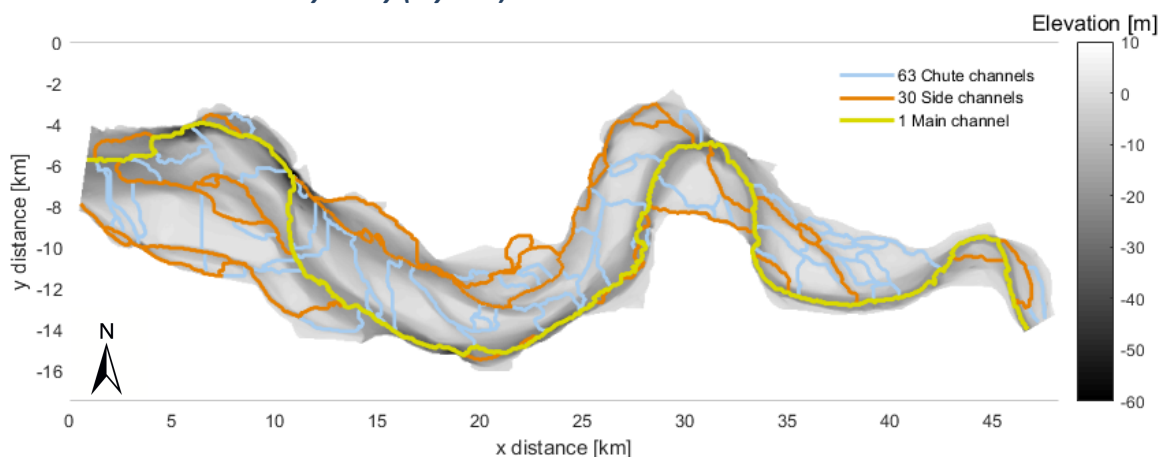 Elevation [m]
0
-2
-4
-6
-8
-10
-12
-14
-16
y distance [km]
63 Chute channels
30 Side channels
1 Main channel
10
0
-10
-20
-30
-40
-50
-60
N
0 5 10 15 20 25 30 35 40 45
x distance [km]